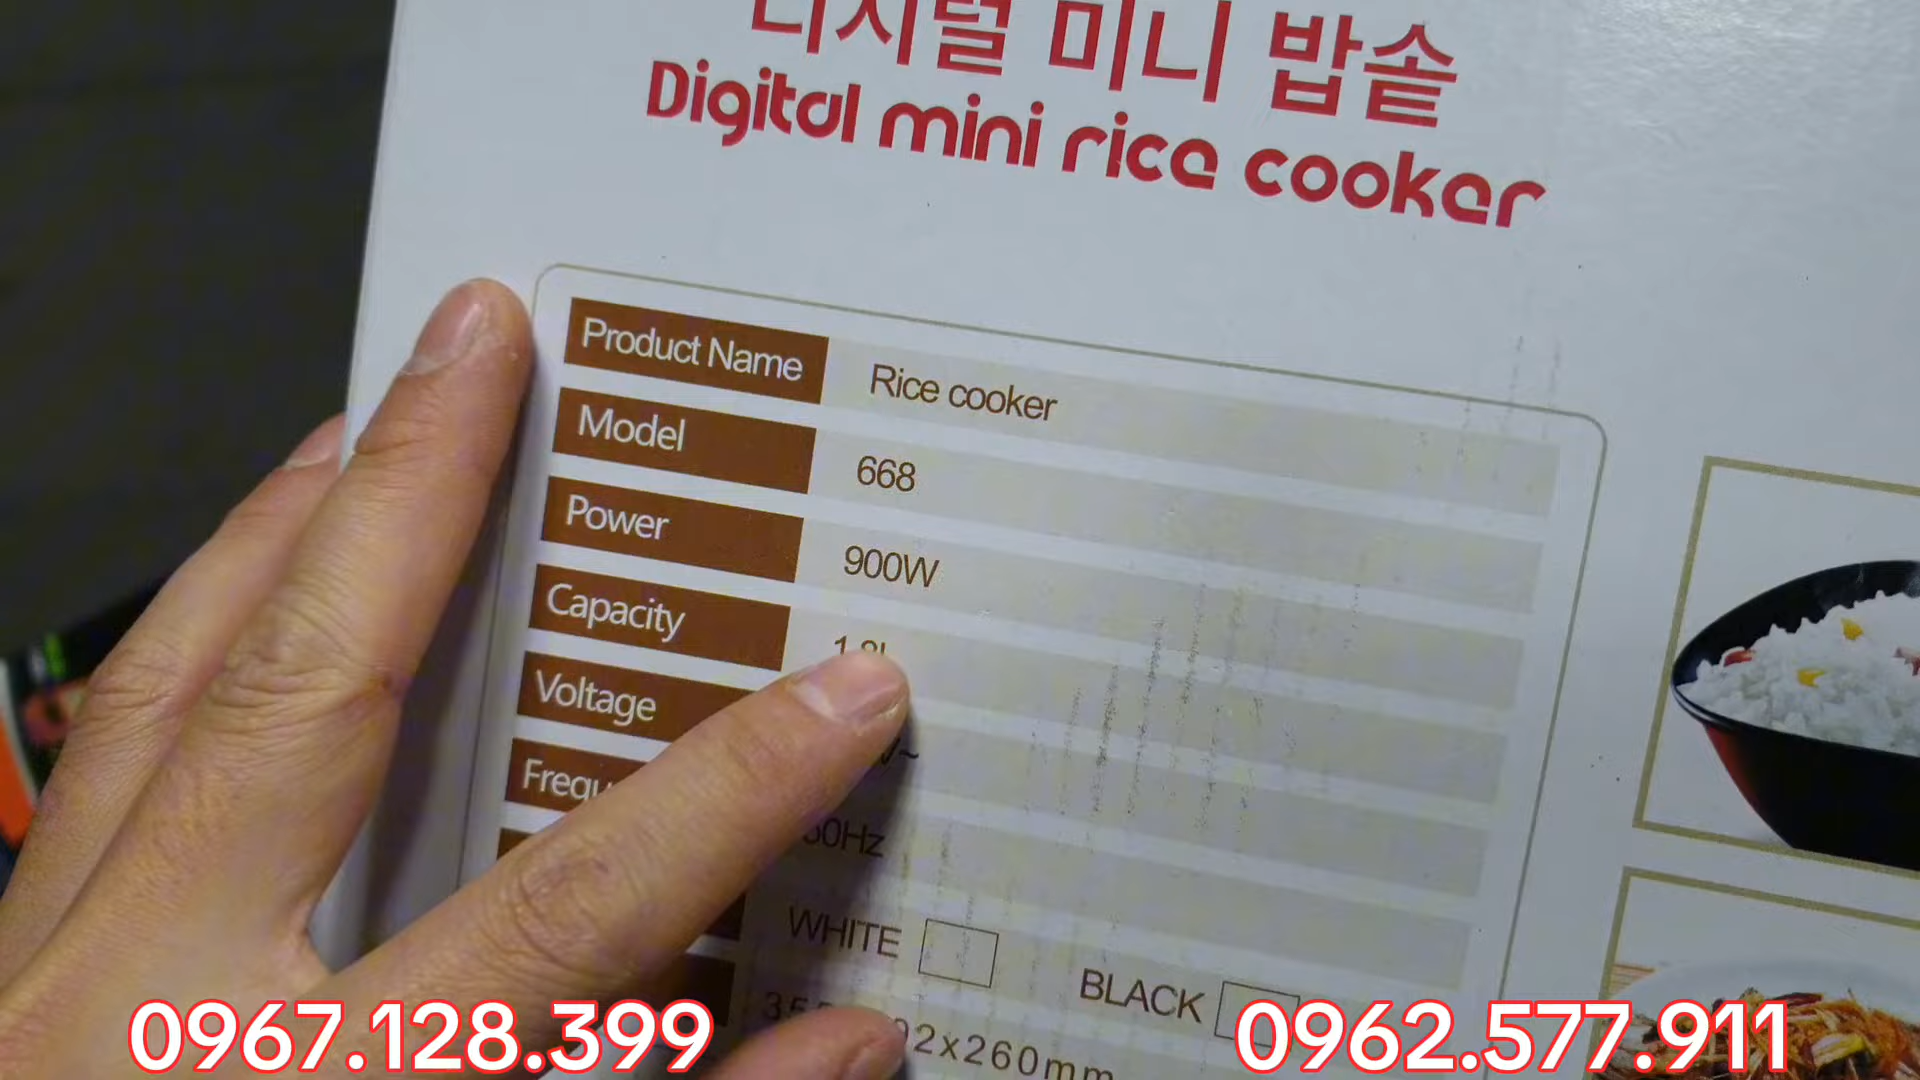 디지털 미니 밥솥
Digital mini rice cooker
Product Name Rice cooker
Model 668
Power 900W
Capacity
Voltage
WHITE BLACK
0967.128.399 0962.577.911